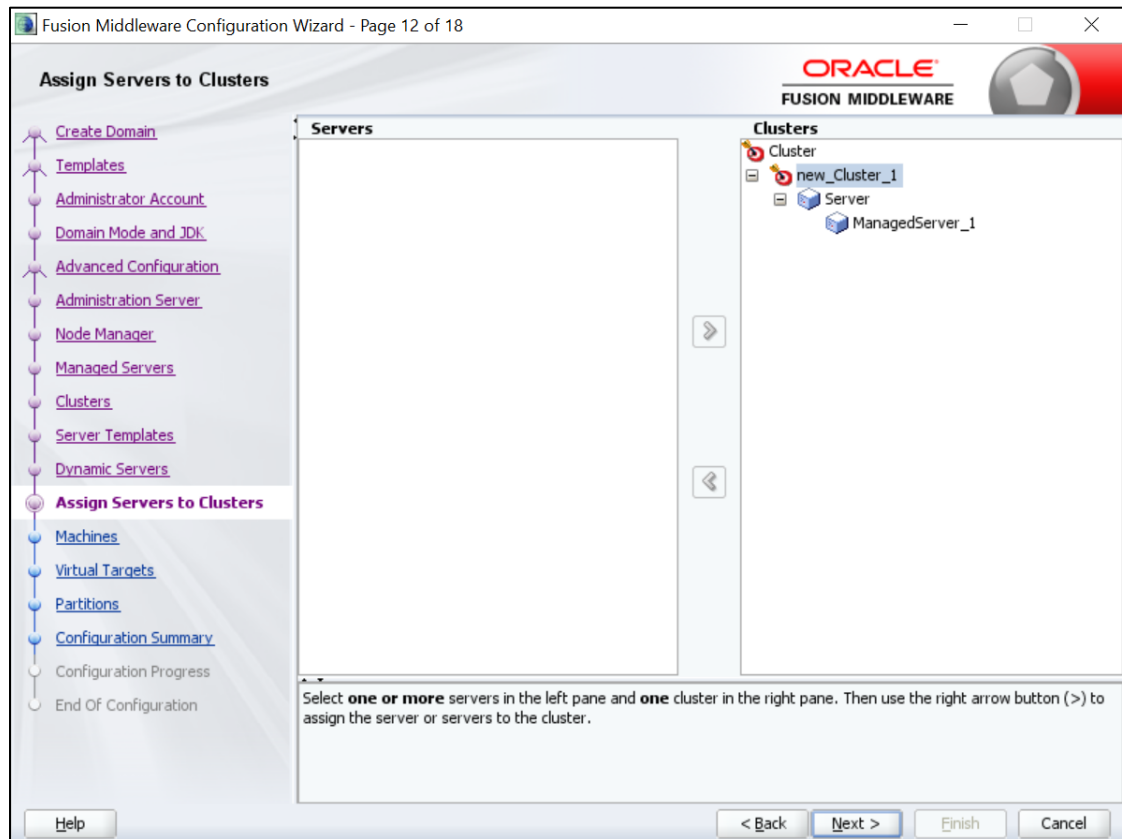 Fusion Middleware Configuration Wizard - Page 12 of 18
Assign Servers to Clusters
ORACLE
FUSION MIDDLEWARE
Create Domain
Templates
Administrator Account
Domain Mode and JDK
Advanced Configuration
Administration Server
Node Manager
Managed Servers
Clusters
Server Templates
Dynamic Servers
Assign Servers to Clusters
Machines
Virtual Targets
Partitions
Configuration Summary
Configuration Progress
End Of Configuration
Servers
Clusters
Cluster
new_Cluster_1
Server
ManagedServer_1
Select one or more servers in the left pane and one cluster in the right pane. Then use the right arrow button (>) to
assign the server or servers to the cluster.
Help
< Back
Next >
Finish
Cancel